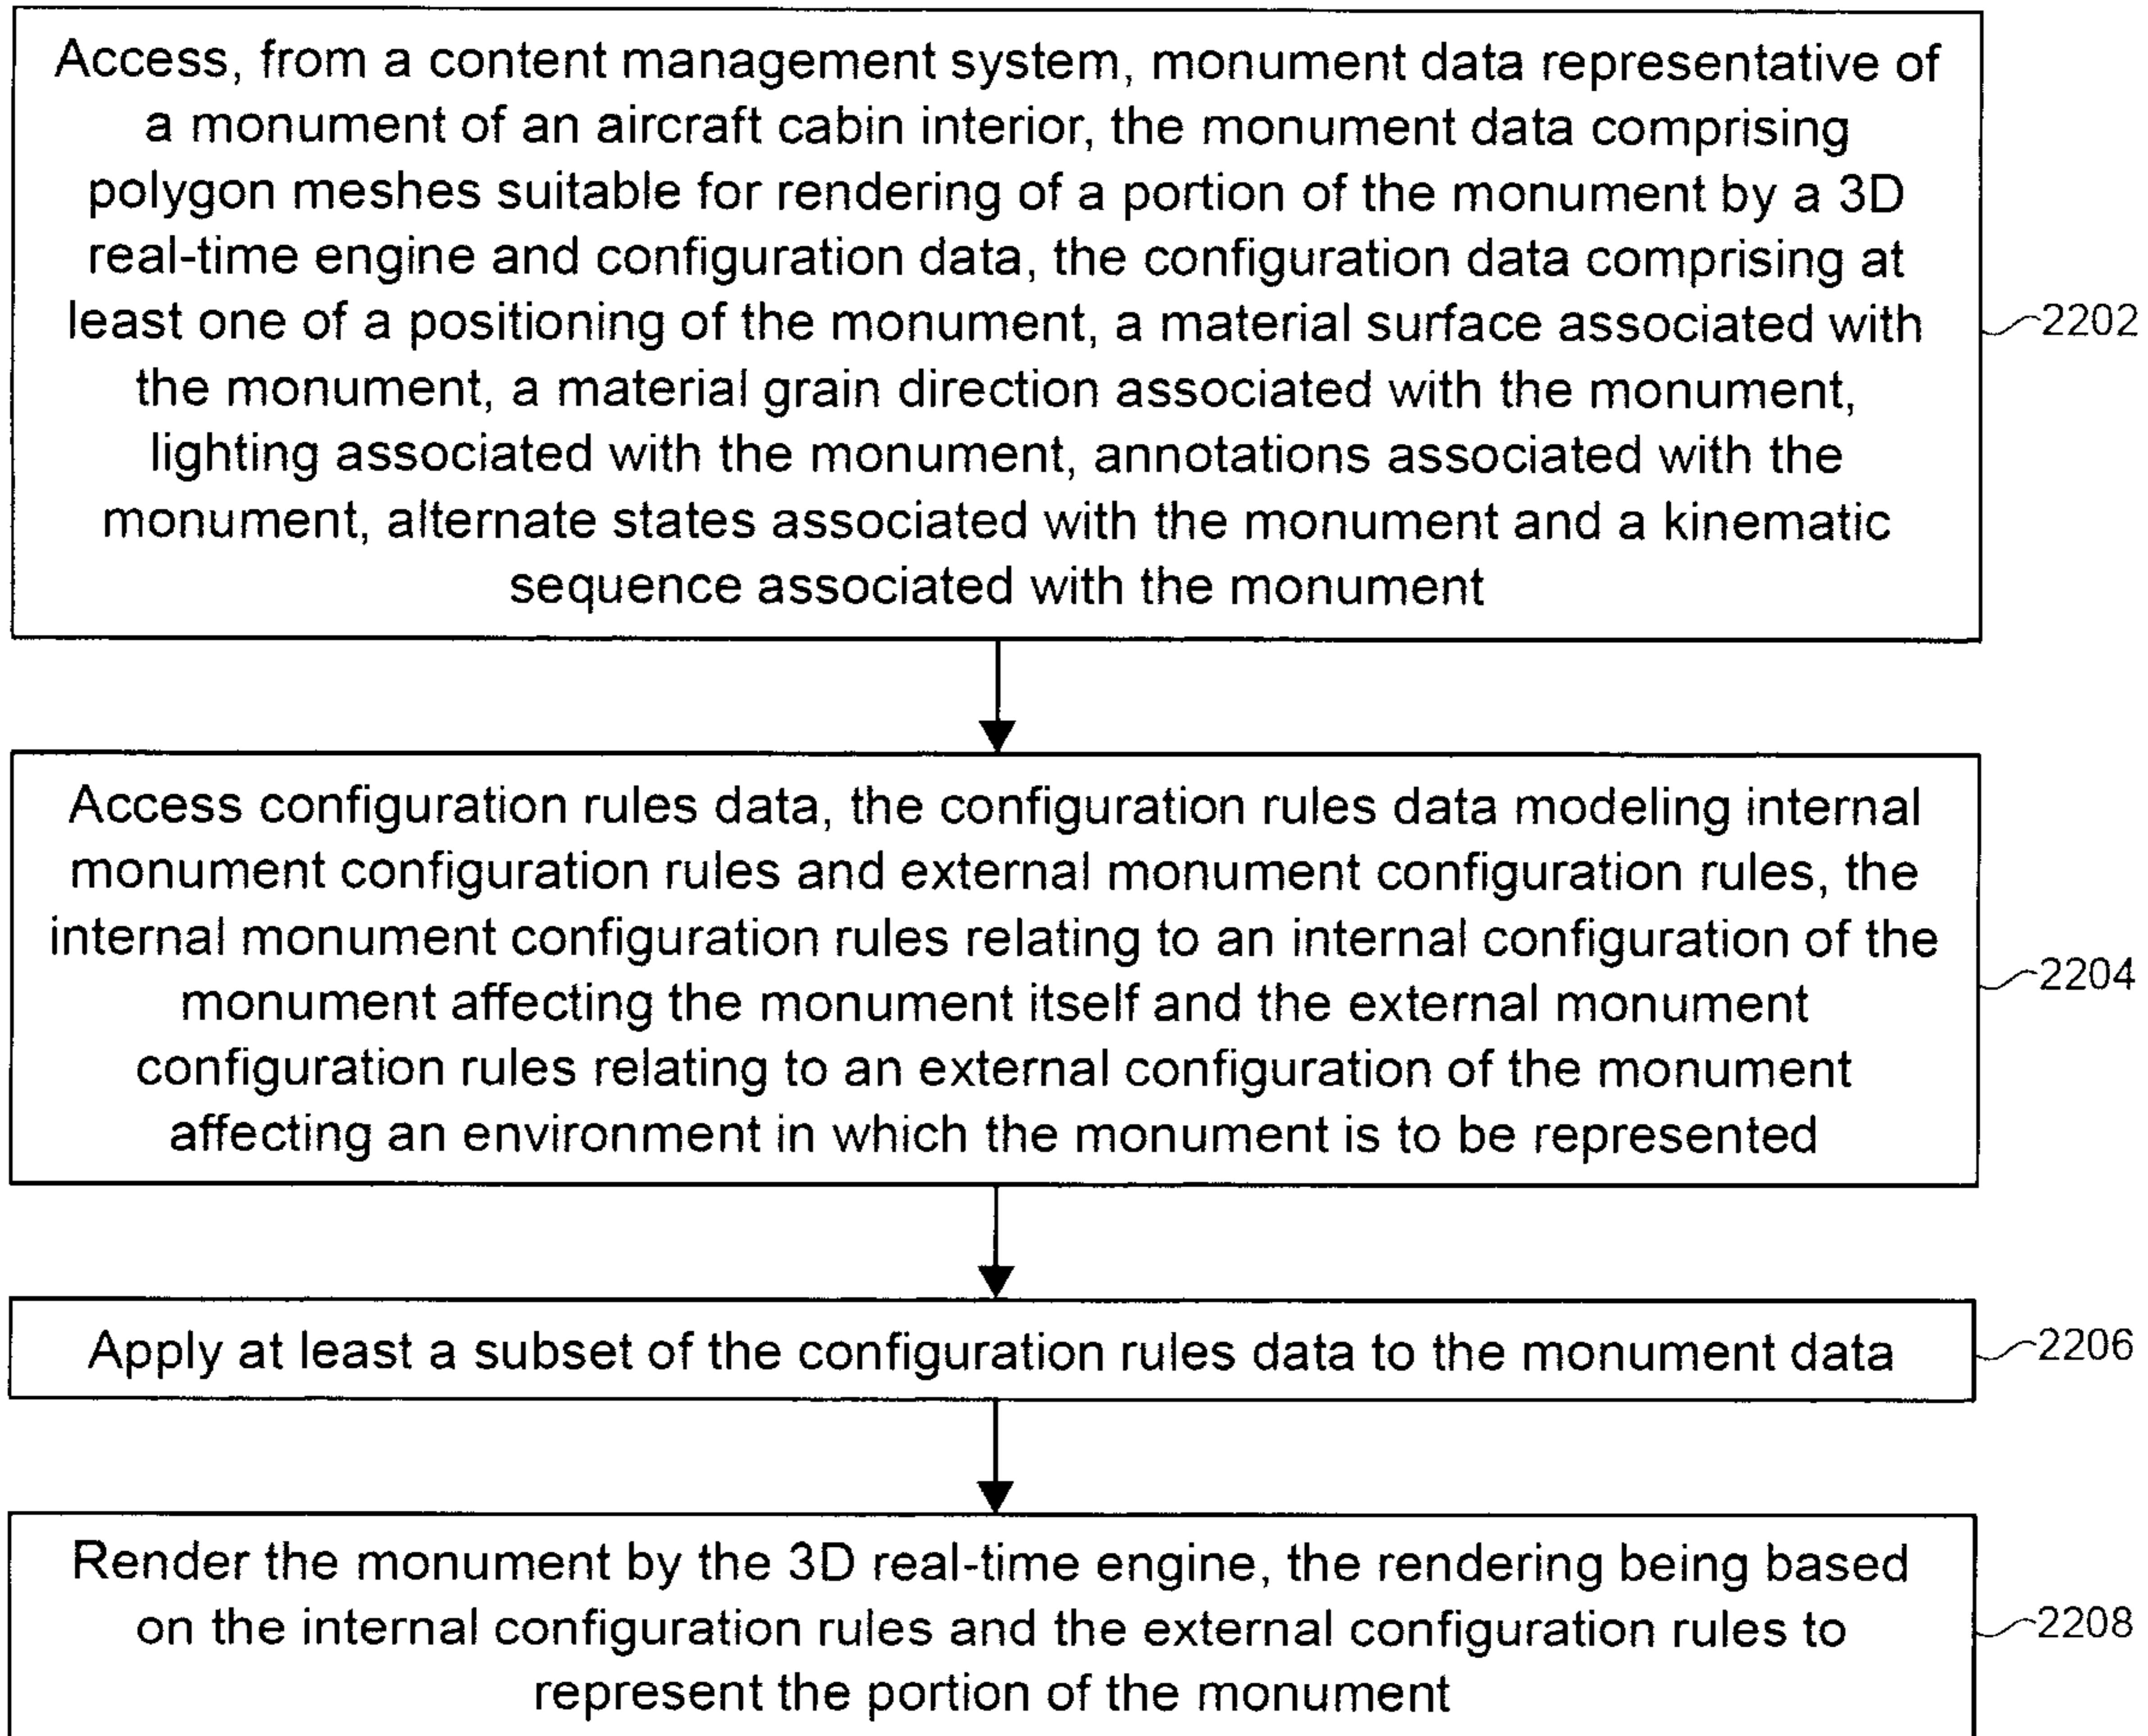 Access, from a content management system, monument data representative of
a monument of an aircraft cabin interior, the monument data comprising
polygon meshes suitable for rendering of a portion of the monument by a 3D
real-time engine and configuration data, the configuration data comprising at
least one of a positioning of the monument, a material surface associated with
the monument, a material grain direction associated with the monument,
lighting associated with the monument, annotations associated with the
monument, alternate states associated with the monument and a kinematic
sequence associated with the monument
2202
Access configuration rules data, the configuration rules data modeling internal
monument configuration rules and external monument configuration rules, the
internal monument configuration rules relating to an internal configuration of the
monument affecting the monument itself and the external monument
configuration rules relating to an external configuration of the monument
affecting an environment in which the monument is to be represented
2204
Apply at least a subset of the configuration rules data to the monument data
2206
Render the monument by the 3D real-time engine, the rendering being based
on the internal configuration rules and the external configuration rules to
represent the portion of the monument
2208